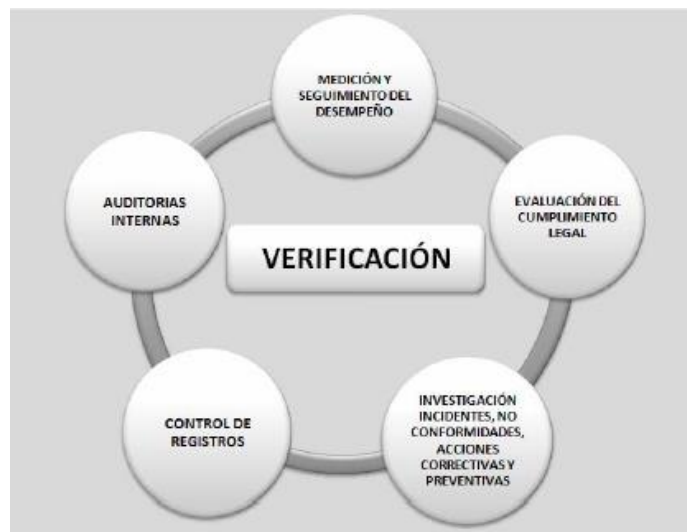 MEDICIÓN Y
SEGUIMIENTO DEL
DESEMPEÑO
EVALUACIÓN DEL
CUMPLIMIENTO
LEGAL
INVESTIGACIÓN
INCIDENTES, NO
CONFORMIDADES,
ACCIONES
CORRECTIVAS Y
PREVENTIVAS
CONTROL DE
REGISTROS
AUDITORIAS
INTERNAS
VERIFICACIÓN